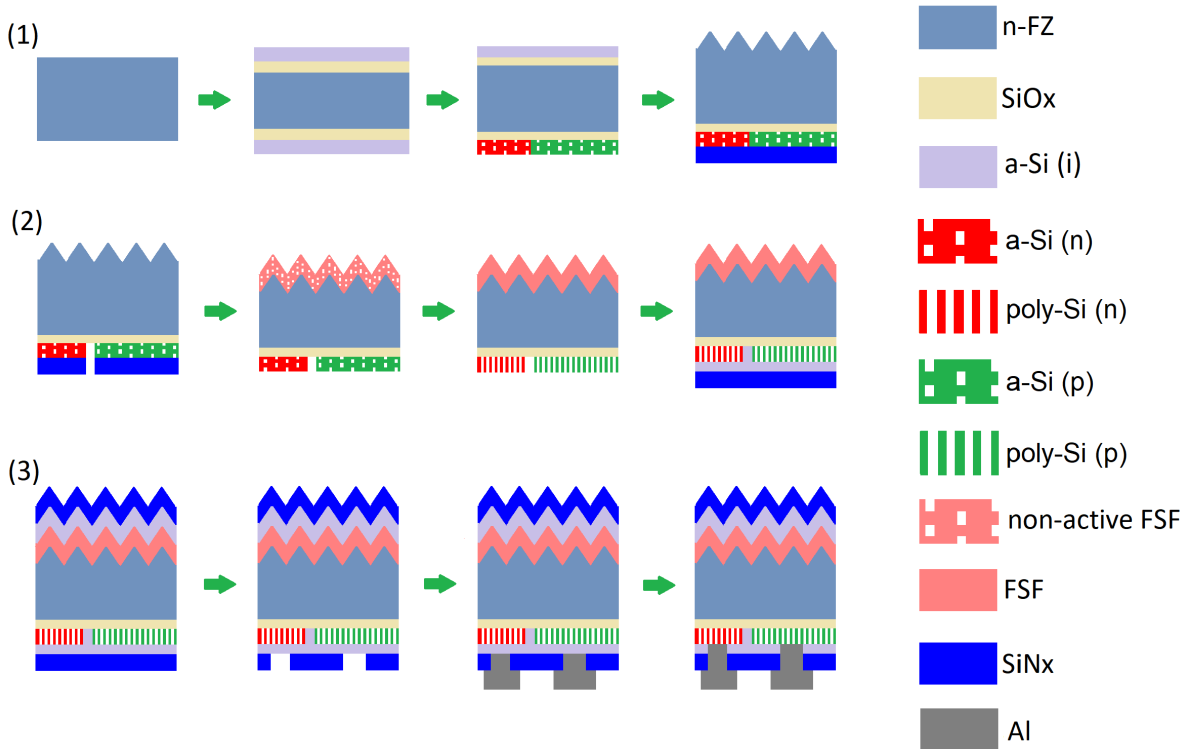 (1)
(2)
(3)
n-FZ
SiOx
a-Si (i)
a-Si (n)
poly-Si (n)
a-Si (p)
poly-Si (p)
non-active FSF
FSF
SiNx
Al